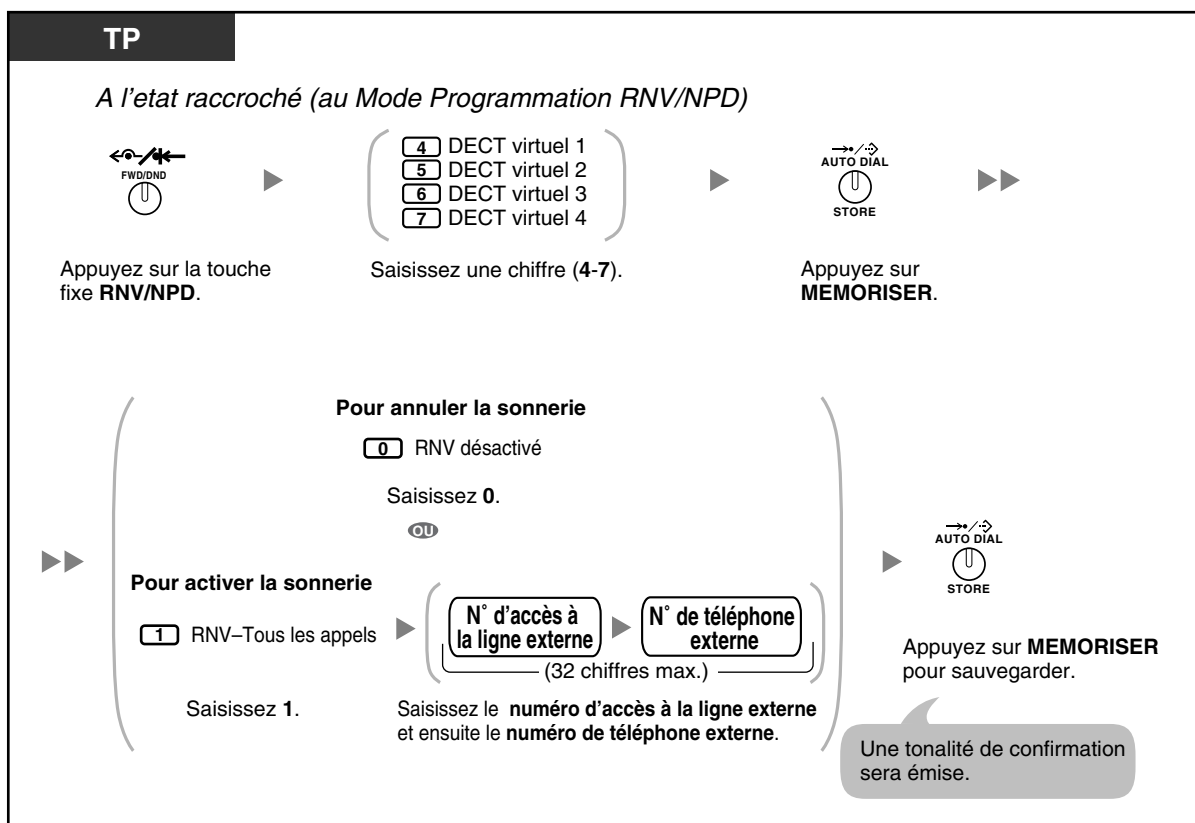 TP
A l'etat raccroché (au Mode Programmation RNV/NPD)
FWD/DND
4 DECT virtuel 1
5 DECT virtuel 2
6 DECT virtuel 3
7 DECT virtuel 4
AUTO DIAL
STORE
Appuyez sur la touche
fixe RNV/NPD.
Saisissez une chiffre (4-7).
Appuyez sur
MEMORISER.
Pour annuler la sonnerie
0 RNV désactivé
Saisissez 0.
OU
Pour activer la sonnerie
1 RNV–Tous les appels
Saisissez 1.
N° d'accès à
la ligne externe
N° de téléphone
externe
(32 chiffres max.)
Saisissez le numéro d'accès à la ligne externe
et ensuite le numéro de téléphone externe.
AUTO DIAL
STORE
Appuyez sur MEMORISER
pour sauvegarder.
Une tonalité de confirmation
sera émise.